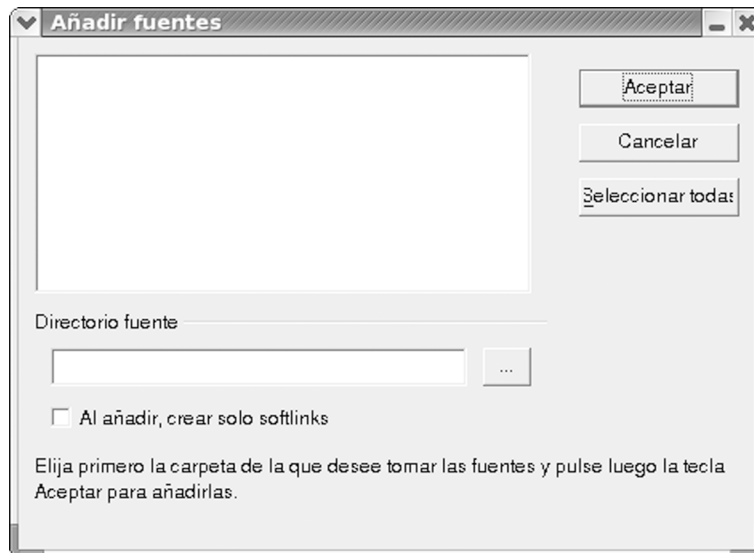 Añadir fuentes
Aceptar
Cancelar
Seleccionar todas
Directorio fuente
...
Al añadir, crear solo softlinks
Elija primero la carpeta de la que desee tomar las fuentes y pulse luego la tecla
Aceptar para añadirlas.